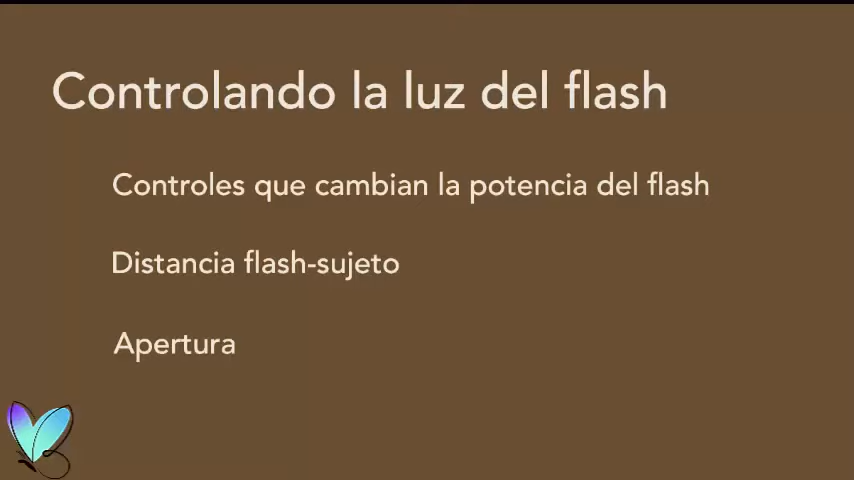 Controlando la luz del flash
Controles que cambian la potencia del flash
Distancia flash-sujeto
Apertura